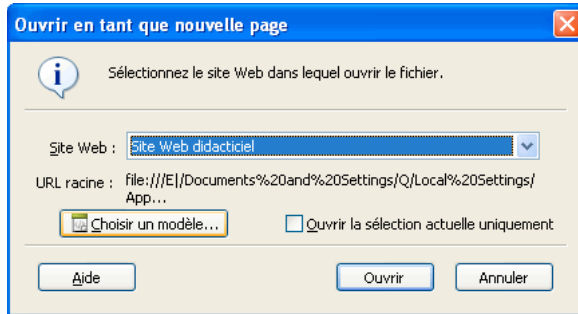 Ouvrir en tant que nouvelle page
Sélectionnez le site Web dans lequel ouvrir le fichier.
Site Web : Site Web didacticiel
URL racine : file:///E|/Documents%20and%20Settings/Q/Local%20Settings/
App...
Choisir un modèle... Ouvrir la sélection actuelle uniquement
Aide Ouvrir Annuler